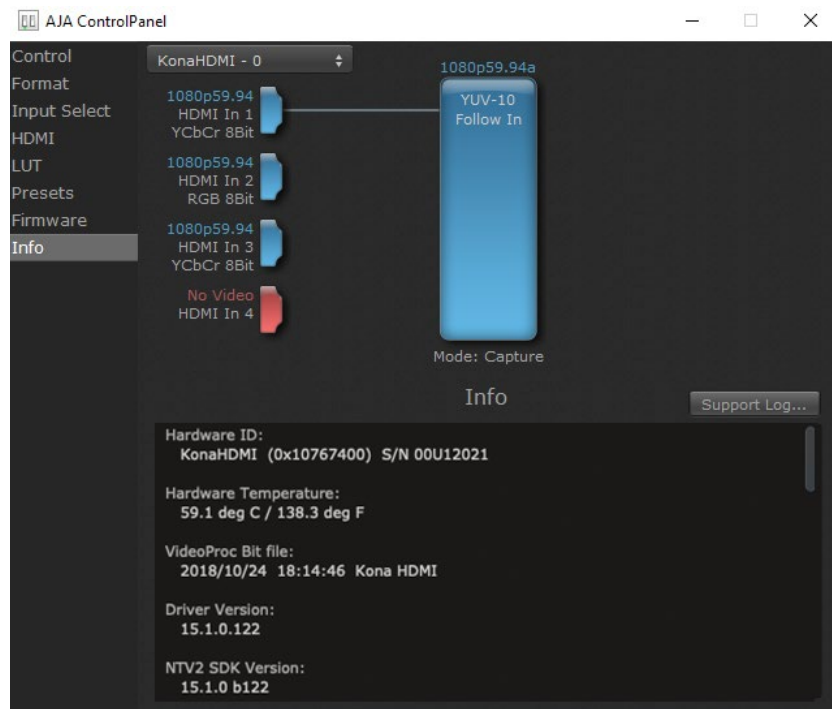 AJA ControlPanel
Control
Format
Input Select
HDMI
LUT
Presets
Firmware
Info
KonaHDMI - 0
1080p59.94
HDMI In 1
YCbCr 8Bit
1080p59.94
HDMI In 2
RGB 8Bit
1080p59.94
HDMI In 3
YCbCr 8Bit
No Video
HDMI In 4
1080p59.94a
YUV-10
Follow In
Mode: Capture
Info
Support Log...
Hardware ID:
KonaHDMI (0x10767400) S/N 00U12021
Hardware Temperature:
59.1 deg C / 138.3 deg F
VideoProc Bit file:
2018/10/24 18:14:46 Kona HDMI
Driver Version:
15.1.0.122
NTV2 SDK Version:
15.1.0 b122